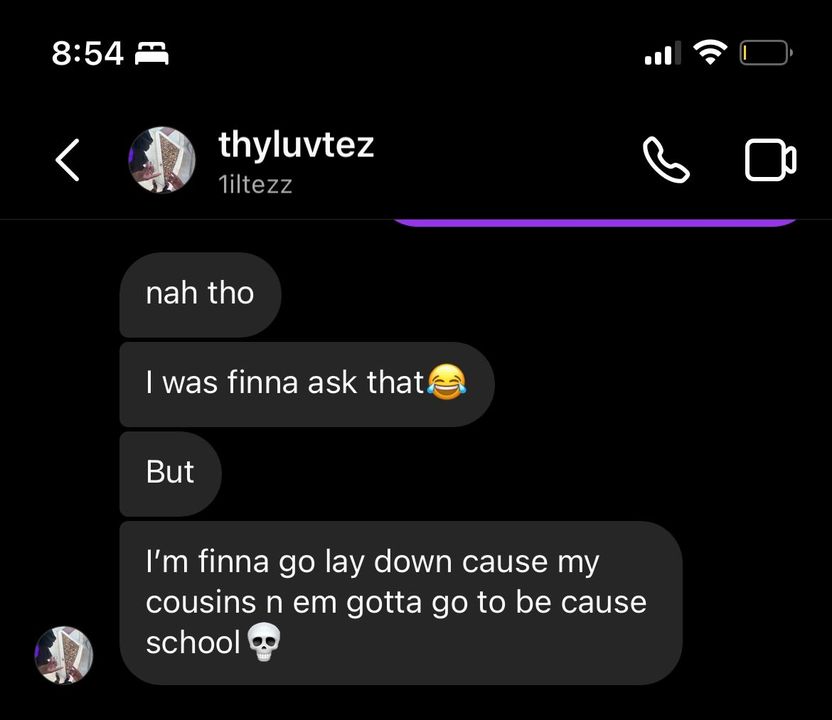 8:54
thyluvtez
1iltezz
nah tho
I was finna ask that😂
But
I'm finna go lay down cause my
cousins n em gotta go to be cause
school💀